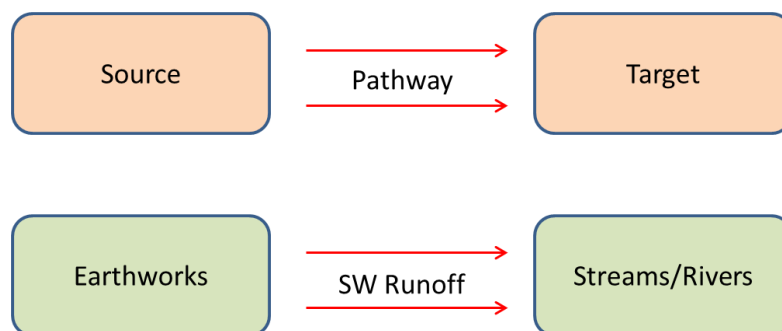 Source
Pathway
Target
Earthworks
SW Runoff
Streams/Rivers